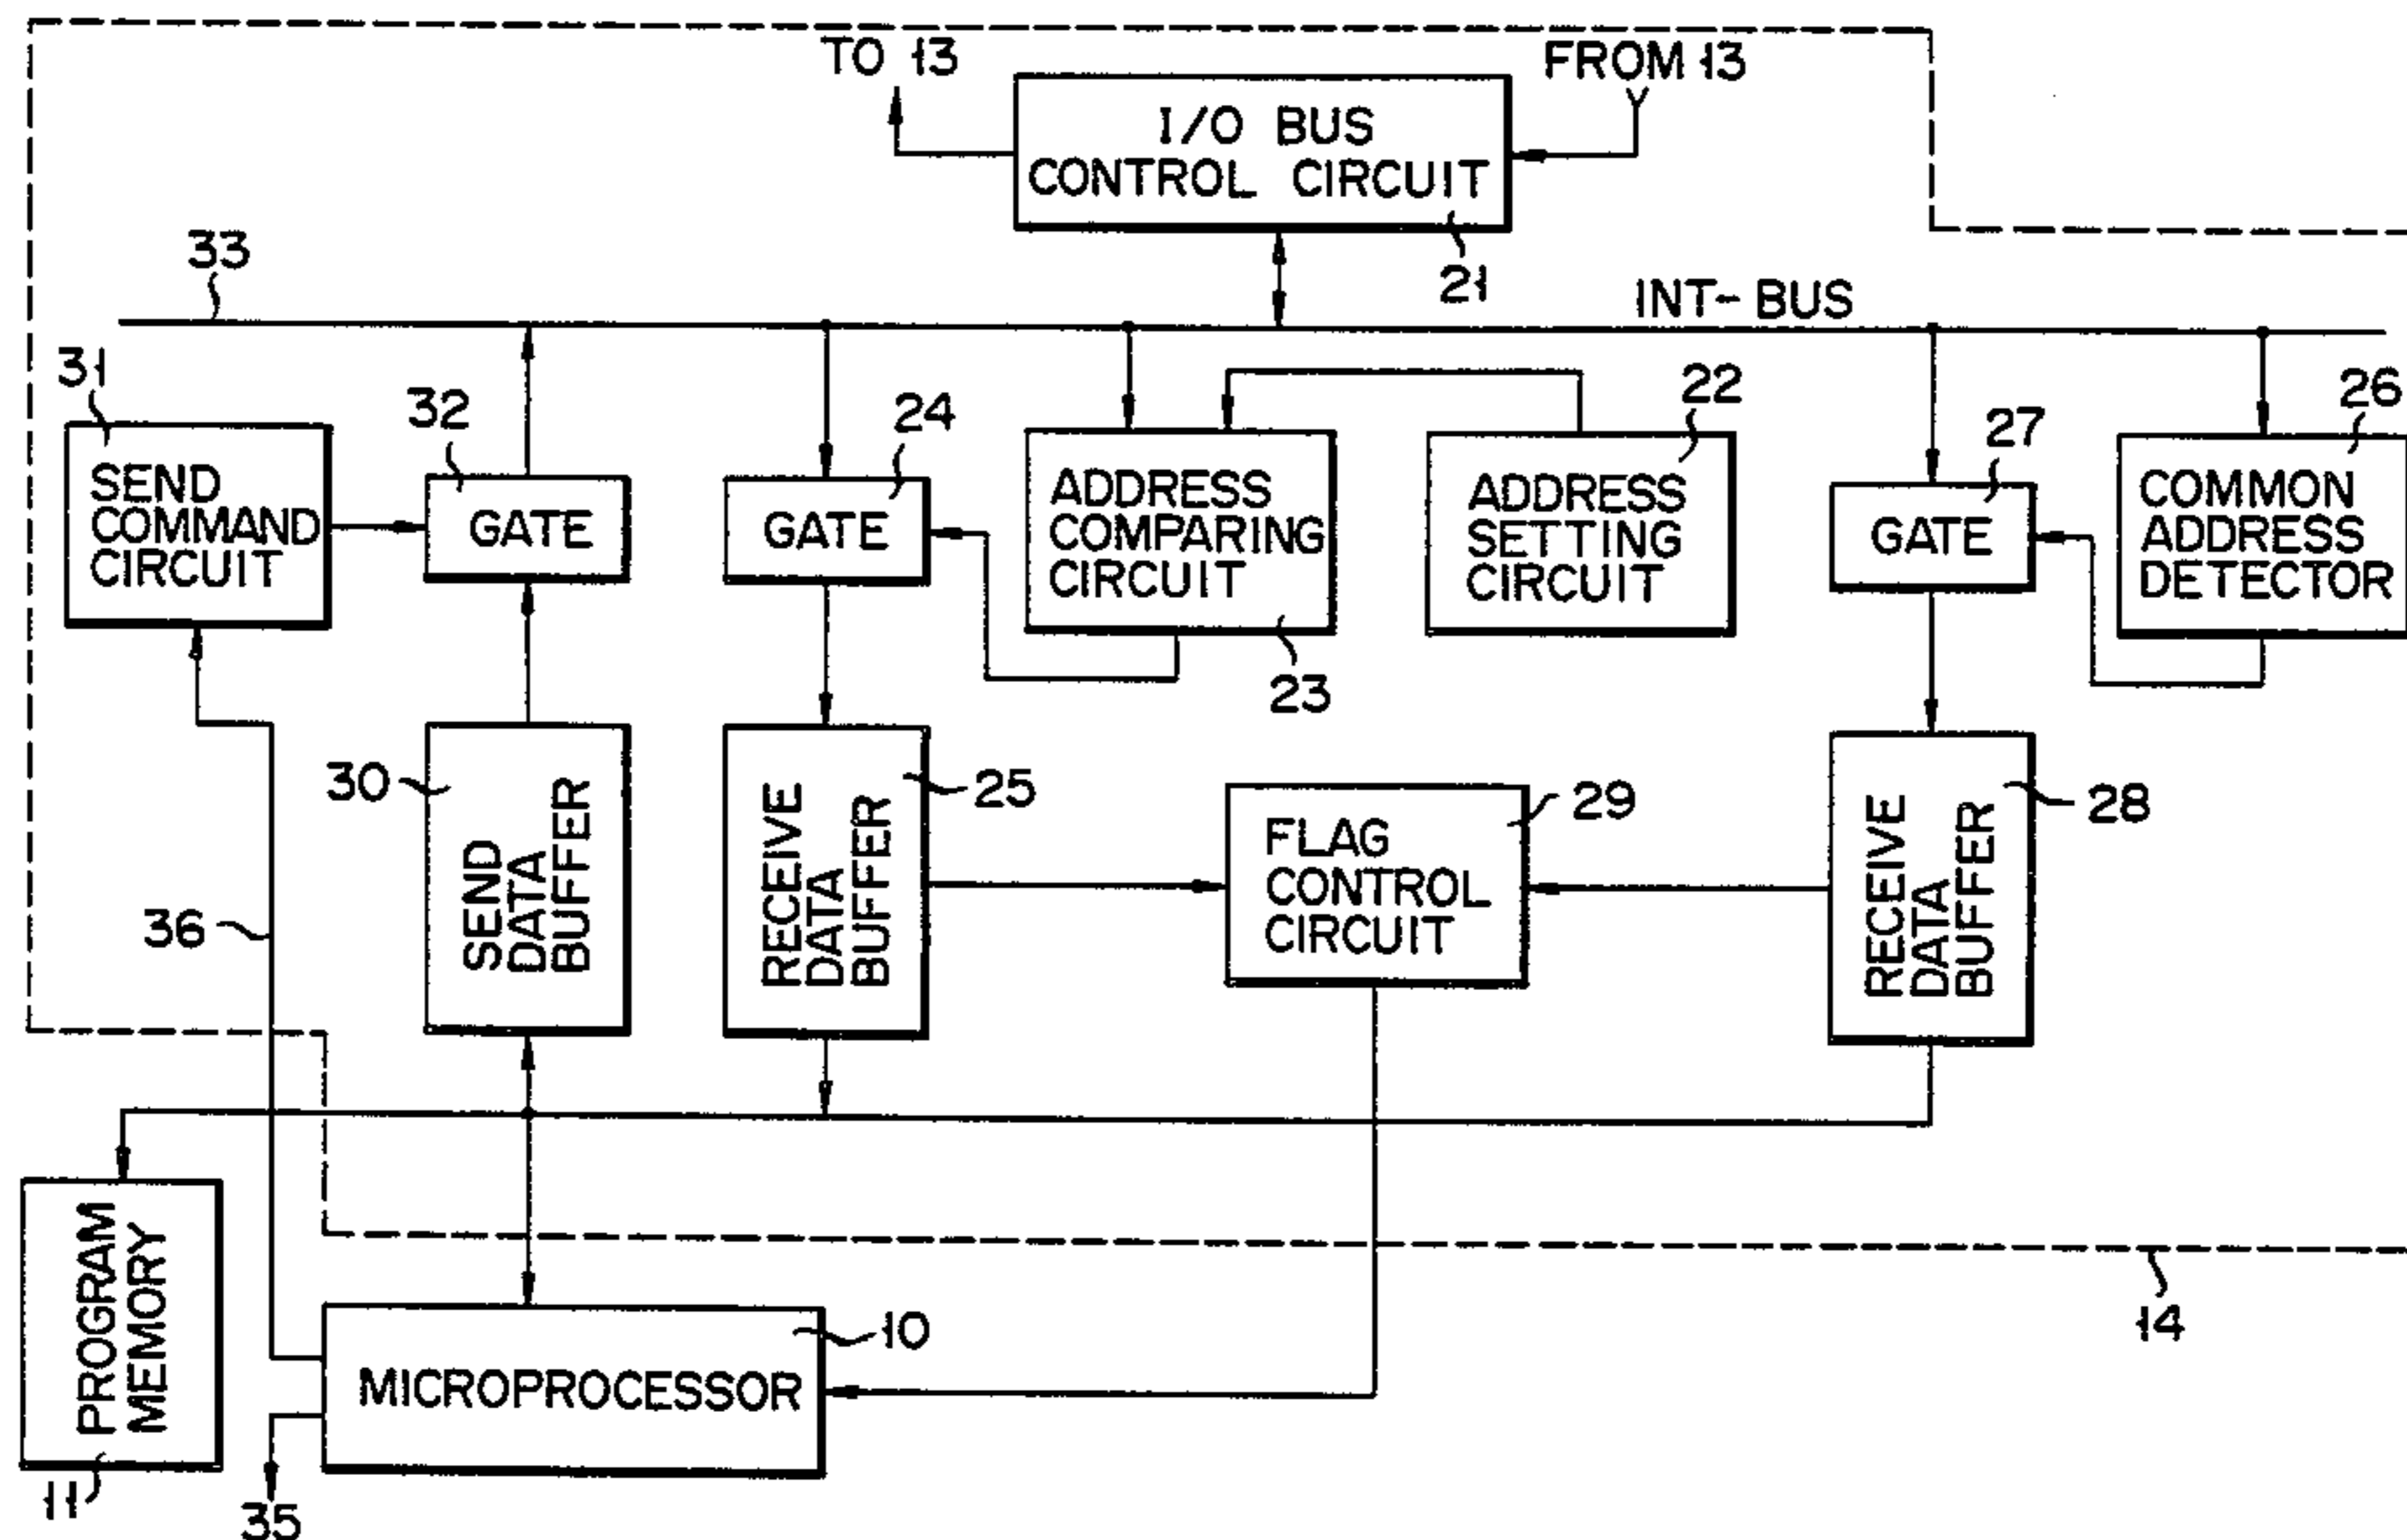 TO 13
FROM 13
I/O BUS
CONTROL CIRCUIT
21
33
INT-BUS
31
SEND
COMMAND
CIRCUIT
32
GATE
24
GATE
ADDRESS
COMPARING
CIRCUIT
23
22
ADDRESS
SETTING
CIRCUIT
27
GATE
26
COMMON
ADDRESS
DETECTOR
30
SEND
DATA
BUFFER
25
RECEIVE
DATA
BUFFER
29
FLAG
CONTROL
CIRCUIT
28
RECEIVE
DATA
BUFFER
36
14
PROGRAM
MEMORY
11
10
MICROPROCESSOR
35